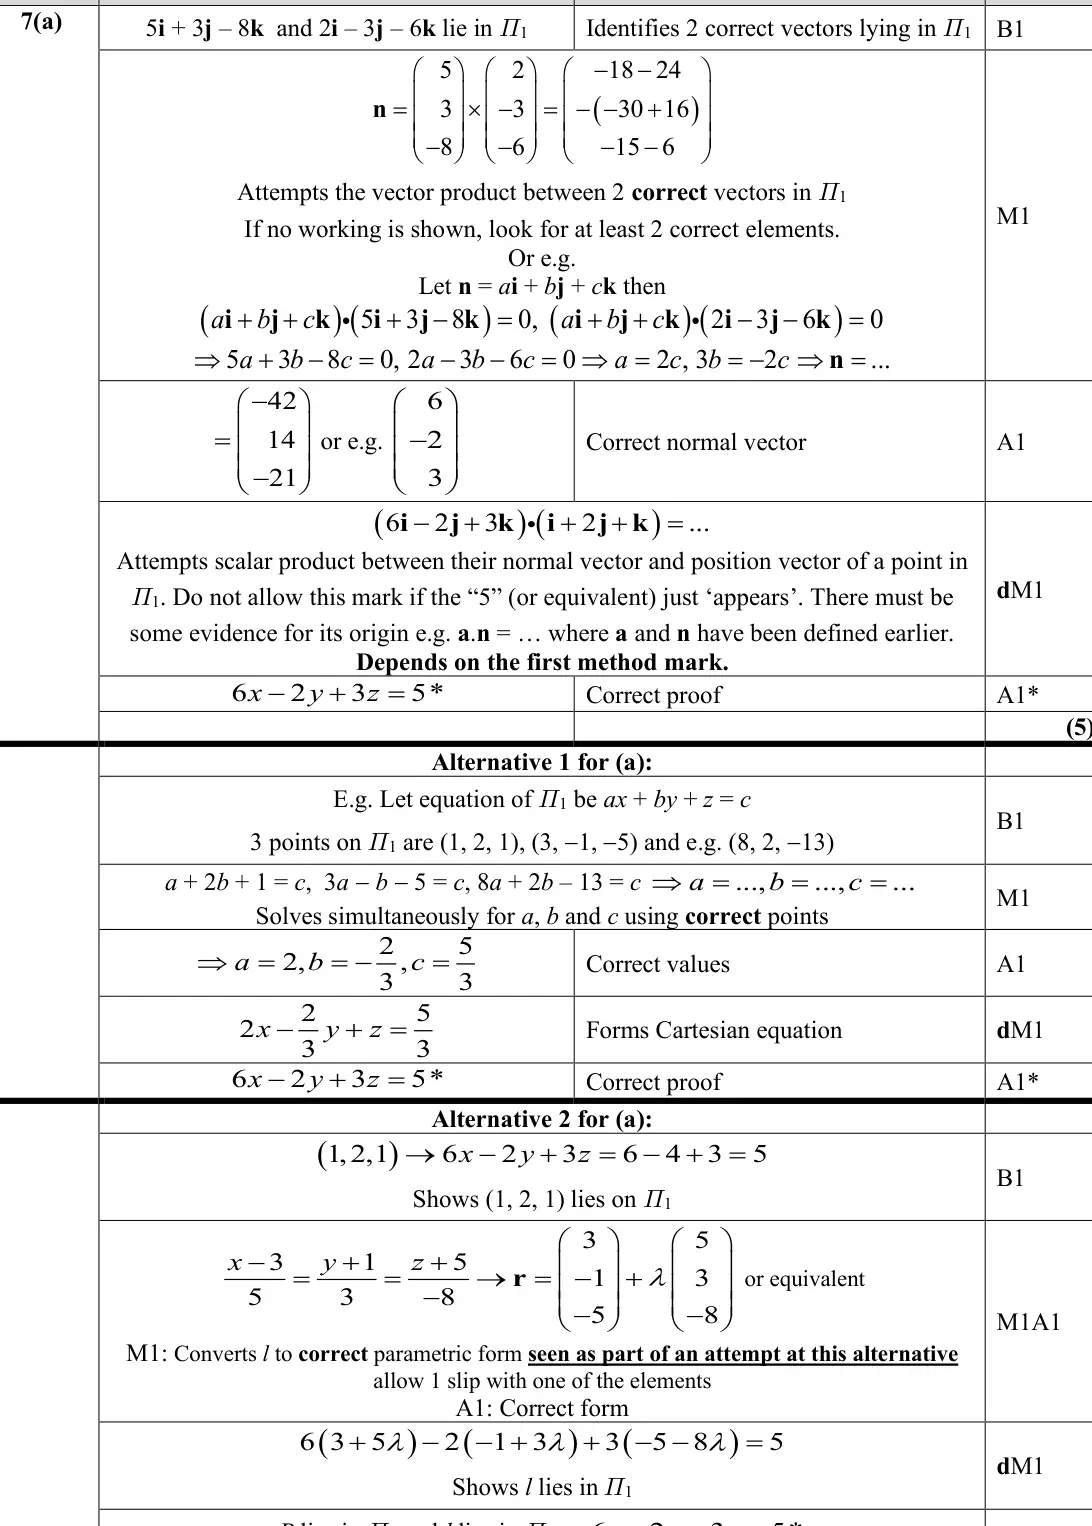 7(a)
5i + 3j – 8k and 2i – 3j – 6k lie in Π₁ Identifies 2 correct vectors lying in Π₁ B1
n = (5, 3, −8) × (2, −3, −6) = (−18 − 24, −(−30 + 16), −15 − 6)
Attempts the vector product between 2 correct vectors in Π₁
If no working is shown, look for at least 2 correct elements.
M1
Or e.g.
Let n = ai + bj + ck then
(ai + bj + ck)•(5i + 3j − 8k) = 0, (ai + bj + ck)•(2i − 3j − 6k) = 0
⇒ 5a + 3b − 8c = 0, 2a − 3b − 6c = 0 ⇒ a = 2c, 3b = −2c ⇒ n = ...
= (−42, 14, −21) or e.g. (6, −2, 3) Correct normal vector A1
(6i − 2j + 3k)•(i + 2j + k) = ...
Attempts scalar product between their normal vector and position vector of a point in
Π₁. Do not allow this mark if the “5” (or equivalent) just ‘appears’. There must be
dM1
some evidence for its origin e.g. a.n = … where a and n have been defined earlier.
Depends on the first method mark.
6x − 2y + 3z = 5* Correct proof A1*
(5)
Alternative 1 for (a):
E.g. Let equation of Π₁ be ax + by + z = c
B1
3 points on Π₁ are (1, 2, 1), (3, −1, −5) and e.g. (8, 2, −13)
a + 2b + 1 = c, 3a – b – 5 = c, 8a + 2b – 13 = c ⇒ a = ..., b = ..., c = ...
M1
Solves simultaneously for a, b and c using correct points
⇒ a = 2, b = −2/3, c = 5/3 Correct values A1
2x − 2/3 y + z = 5/3 Forms Cartesian equation dM1
6x − 2y + 3z = 5* Correct proof A1*
Alternative 2 for (a):
(1, 2, 1) → 6x − 2y + 3z = 6 − 4 + 3 = 5
B1
Shows (1, 2, 1) lies on Π₁
(x − 3)/5 = (y + 1)/3 = (z + 5)/−8 → r = (3, −1, −5) + λ(5, 3, −8) or equivalent
M1A1
M1: Converts l to correct parametric form seen as part of an attempt at this alternative
allow 1 slip with one of the elements
A1: Correct form
6(3 + 5λ) − 2(−1 + 3λ) + 3(−5 − 8λ) = 5
dM1
Shows l lies in Π₁